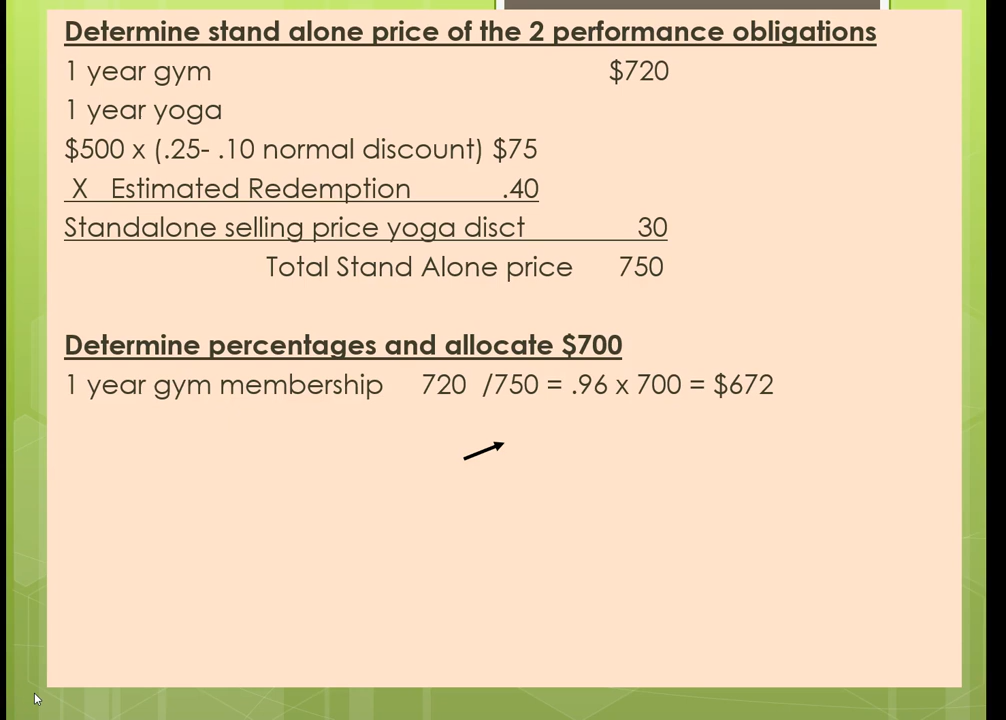 Determine stand alone price of the 2 performance obligations
1 year gym $720
1 year yoga
$500 x (.25- .10 normal discount) $75
X Estimated Redemption .40
Standalone selling price yoga disct 30
Total Stand Alone price 750
Determine percentages and allocate $700
1 year gym membership 720 /750 = .96 x 700 = $672